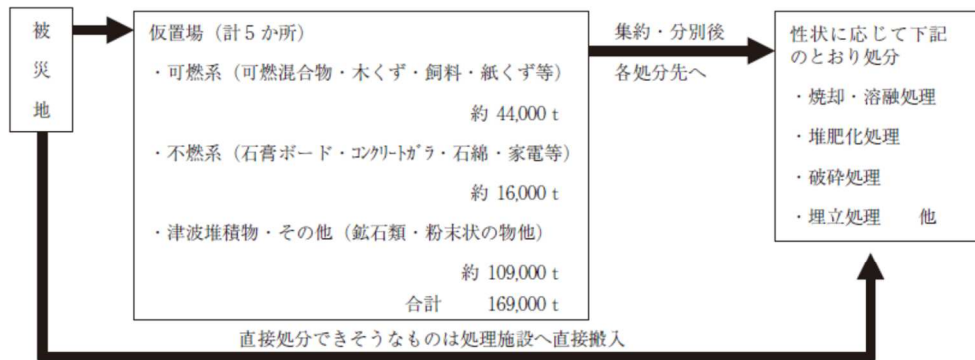 被
災
地
仮置場（計５か所）
・可燃系（可燃混合物・木くず・飼料・紙くず等）
約 44,000 t
・不燃系（石膏ボード・ｺﾝｸﾘｰﾄｶﾞﾗ・石綿・家電等）
約 16,000 t
・津波堆積物・その他（鉱石類・粉末状の物他）
約 109,000 t
合計　169,000 t
集約・分別後
各処分先へ
性状に応じて下記
のとおり処分
・焼却・溶融処理
・堆肥化処理
・破砕処理
・埋立処理　他
直接処分できそうなものは処理施設へ直接搬入